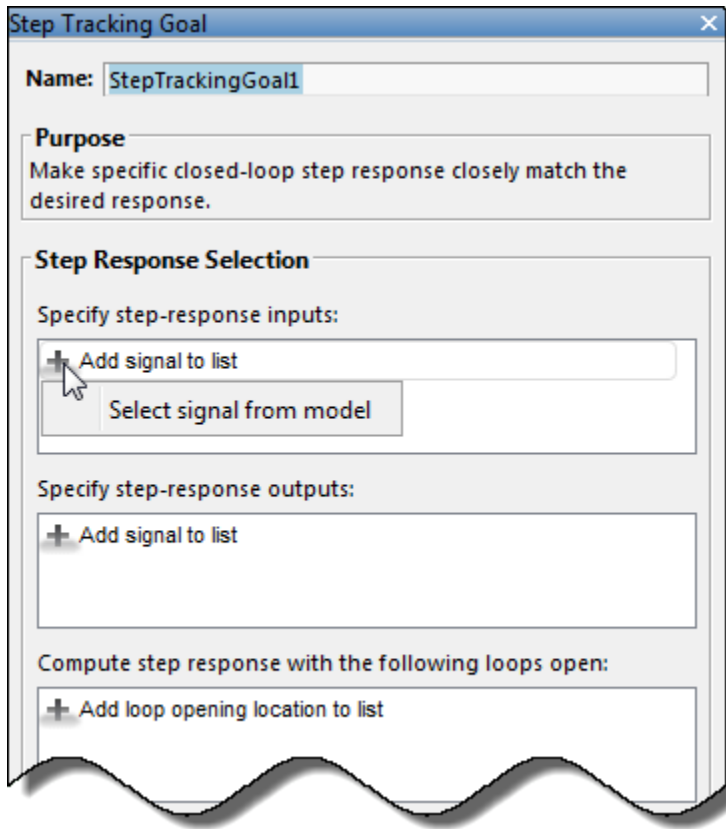 Step Tracking Goal
Name: StepTrackingGoal1
Purpose
Make specific closed-loop step response closely match the
desired response.
Step Response Selection
Specify step-response inputs:
Add signal to list
Select signal from model
Specify step-response outputs:
Add signal to list
Compute step response with the following loops open:
Add loop opening location to list